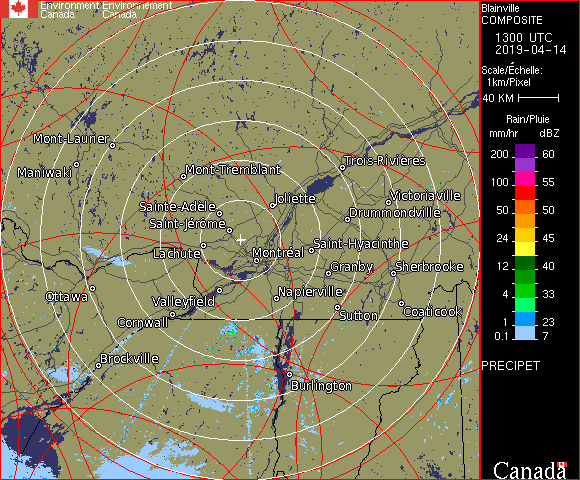 Environment Environnement
Canada Canada
Blainville
COMPOSITE
1300 UTC
2019-04-14
Scale/Échelle:
1km/Pixel
40 KM
Rain/Pluie
mm/hr dBZ
200 60
100 55
50 50
24 45
12 40
4 33
1 23
0.1 7
PRECIPET
Canada
Mont-Laurier
Maniwaki
Mont-Tremblant
Trois-Rivières
Joliette
Victoriaville
Sainte-Adèle
Drummondville
Saint-Jérôme
Saint-Hyacinthe
Lachute
Montréal
Granby
Sherbrooke
Ottawa
Valleyfield
Napierville
Cornwall
Sutton
Coaticook
Brockville
Burlington